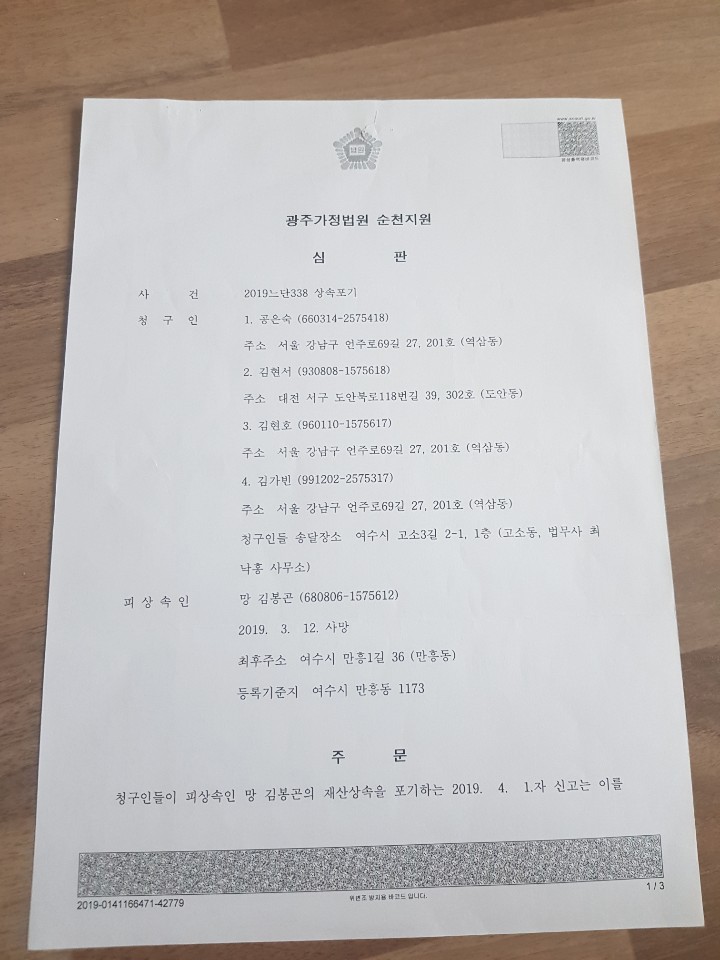 www.scourt.go.kr
법원
광주가정법원 순천지원
심 판
사 건 2019느단338 상속포기
청 구 인 1. 공은숙 (660314-2575418)
주소 서울 강남구 언주로69길 27, 201호 (역삼동)
2. 김현서 (930808-1575618)
주소 대전 서구 도안북로118번길 39, 302호 (도안동)
3. 김현호 (960110-1575617)
주소 서울 강남구 언주로69길 27, 201호 (역삼동)
4. 김가빈 (991202-2575317)
주소 서울 강남구 언주로69길 27, 201호 (역삼동)
청구인들 송달장소 여수시 고소3길 2-1, 1층 (고소동, 법무사 최
낙홍 사무소)
피 상 속 인 망 김봉곤 (680806-1575612)
2019. 3. 12. 사망
최후주소 여수시 만흥1길 36 (만흥동)
등록기준지 여수시 만흥동 1173
주 문
청구인들이 피상속인 망 김봉곤의 재산상속을 포기하는 2019. 4. 1.자 신고는 이를
2019-0141166471-42779
위변조 방지용 바코드 입니다.
1 / 3